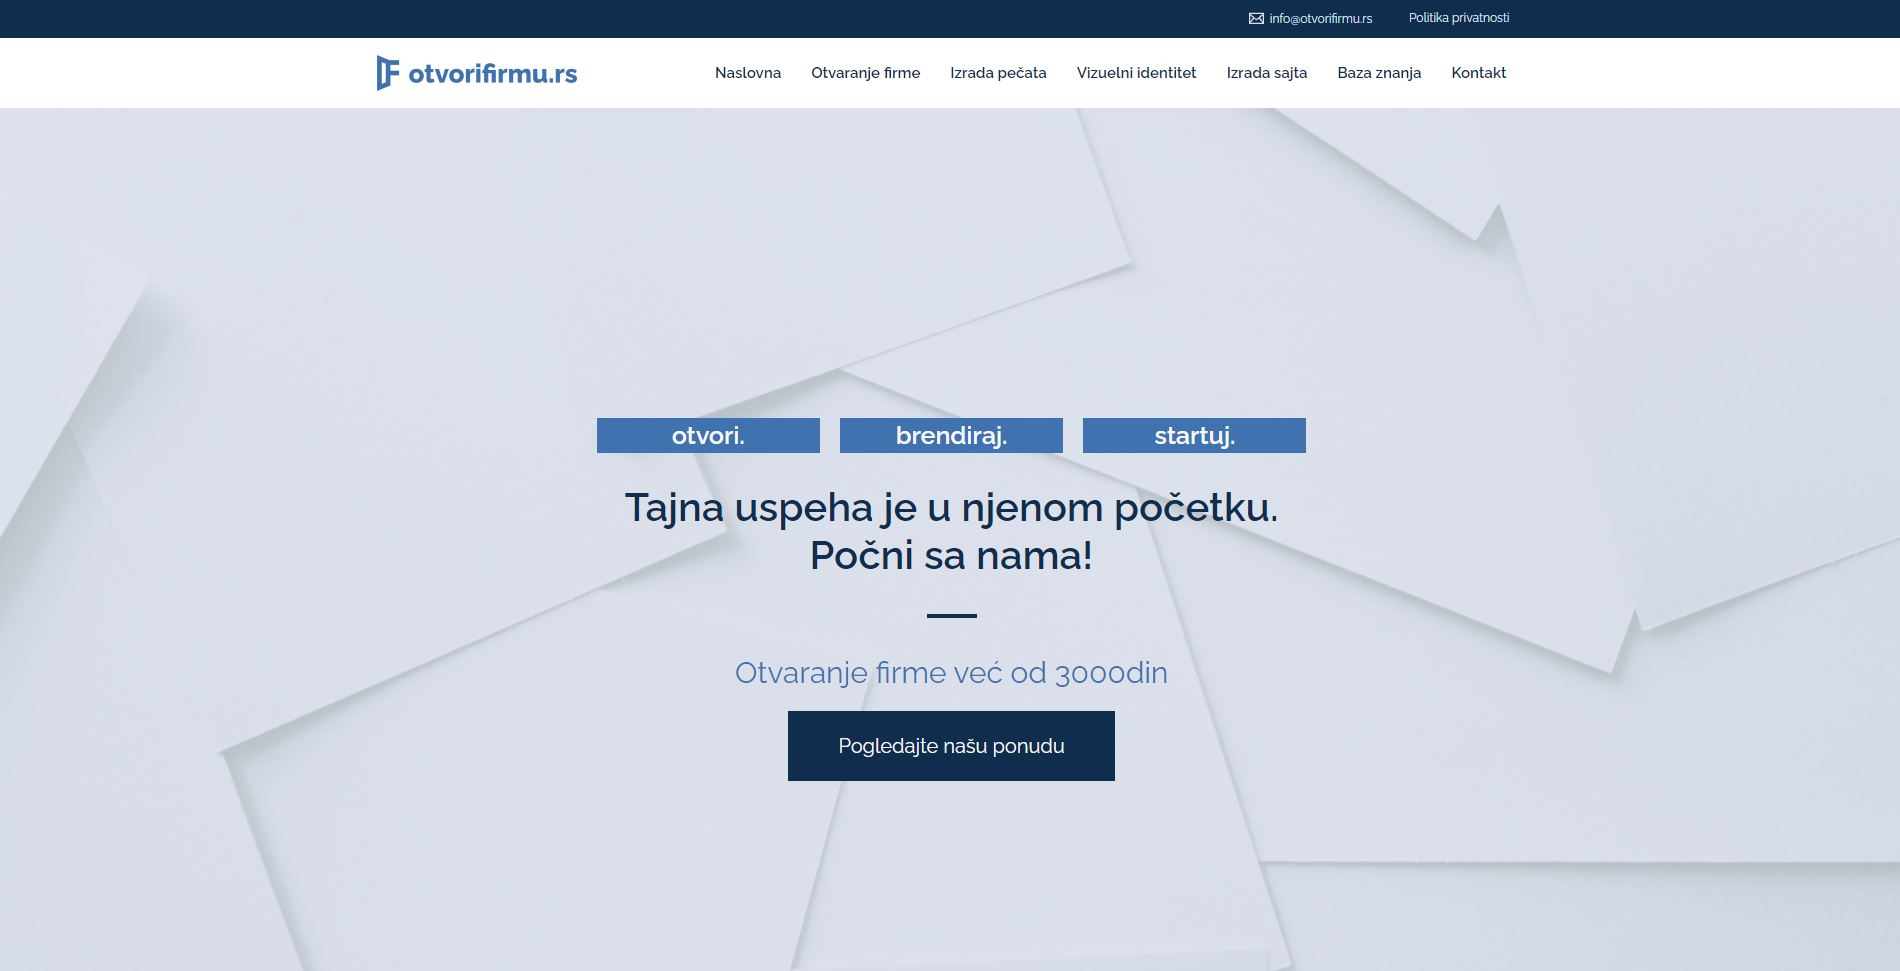 info@otvorifirmu.rs Politika privatnosti
otvorifirmu.rs Naslovna Otvaranje firme Izrada pečata Vizuelni identitet Izrada sajta Baza znanja Kontakt
otvori. brendiraj. startuj.
Tajna uspeha je u njenom početku.
Počni sa nama!
Otvaranje firme već od 3000din
Pogledajte našu ponudu